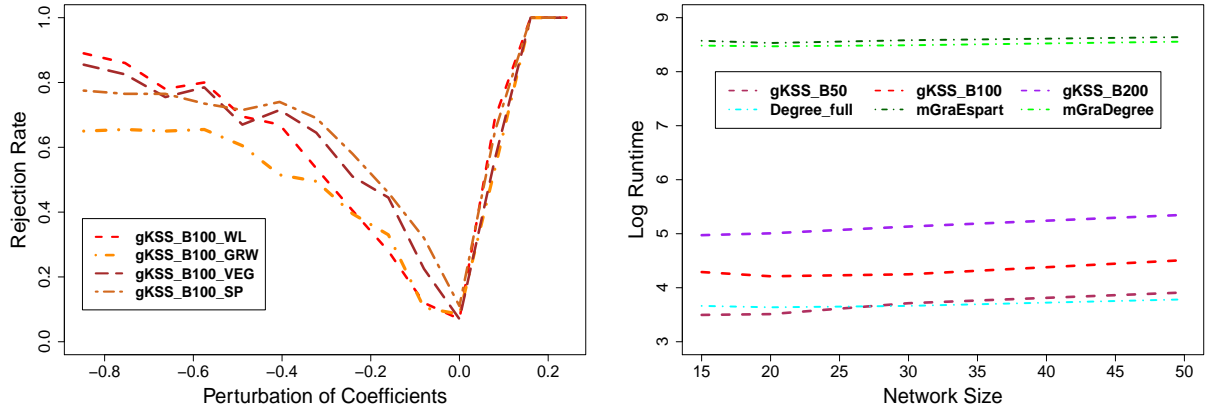 Rejection Rate
1.0
0.8
0.6
0.4
0.2
0.0
gKSS_B100_WL
gKSS_B100_GRW
gKSS_B100_VEG
gKSS_B100_SP
−0.8 −0.6 −0.4 −0.2 0.0 0.2
Perturbation of Coefficients
Log Runtime
9
8
7
6
5
4
3
gKSS_B50 gKSS_B100 gKSS_B200
Degree_full mGraEspart mGraDegree
15 20 25 30 35 40 45 50
Network Size